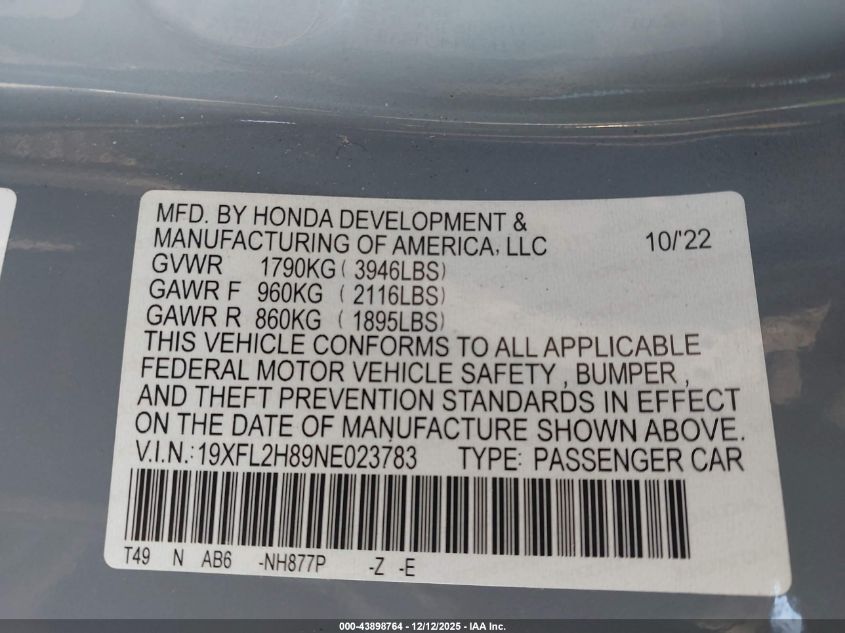 MFD. BY HONDA DEVELOPMENT &
MANUFACTURING OF AMERICA, LLC 10/'22
GVWR 1790KG ( 3946LBS)
GAWR F 960KG ( 2116LBS)
GAWR R 860KG ( 1895LBS)
THIS VEHICLE CONFORMS TO ALL APPLICABLE
FEDERAL MOTOR VEHICLE SAFETY , BUMPER ,
AND THEFT PREVENTION STANDARDS IN EFFECT
ON THE DATE OF MANUFACTURE SHOWN ABOVE.
V.I.N.: 19XFL2H89NE023783 TYPE: PASSENGER CAR
T49 N AB6 -NH877P -Z -E
000-43898764 - 12/12/2025 - IAA Inc.